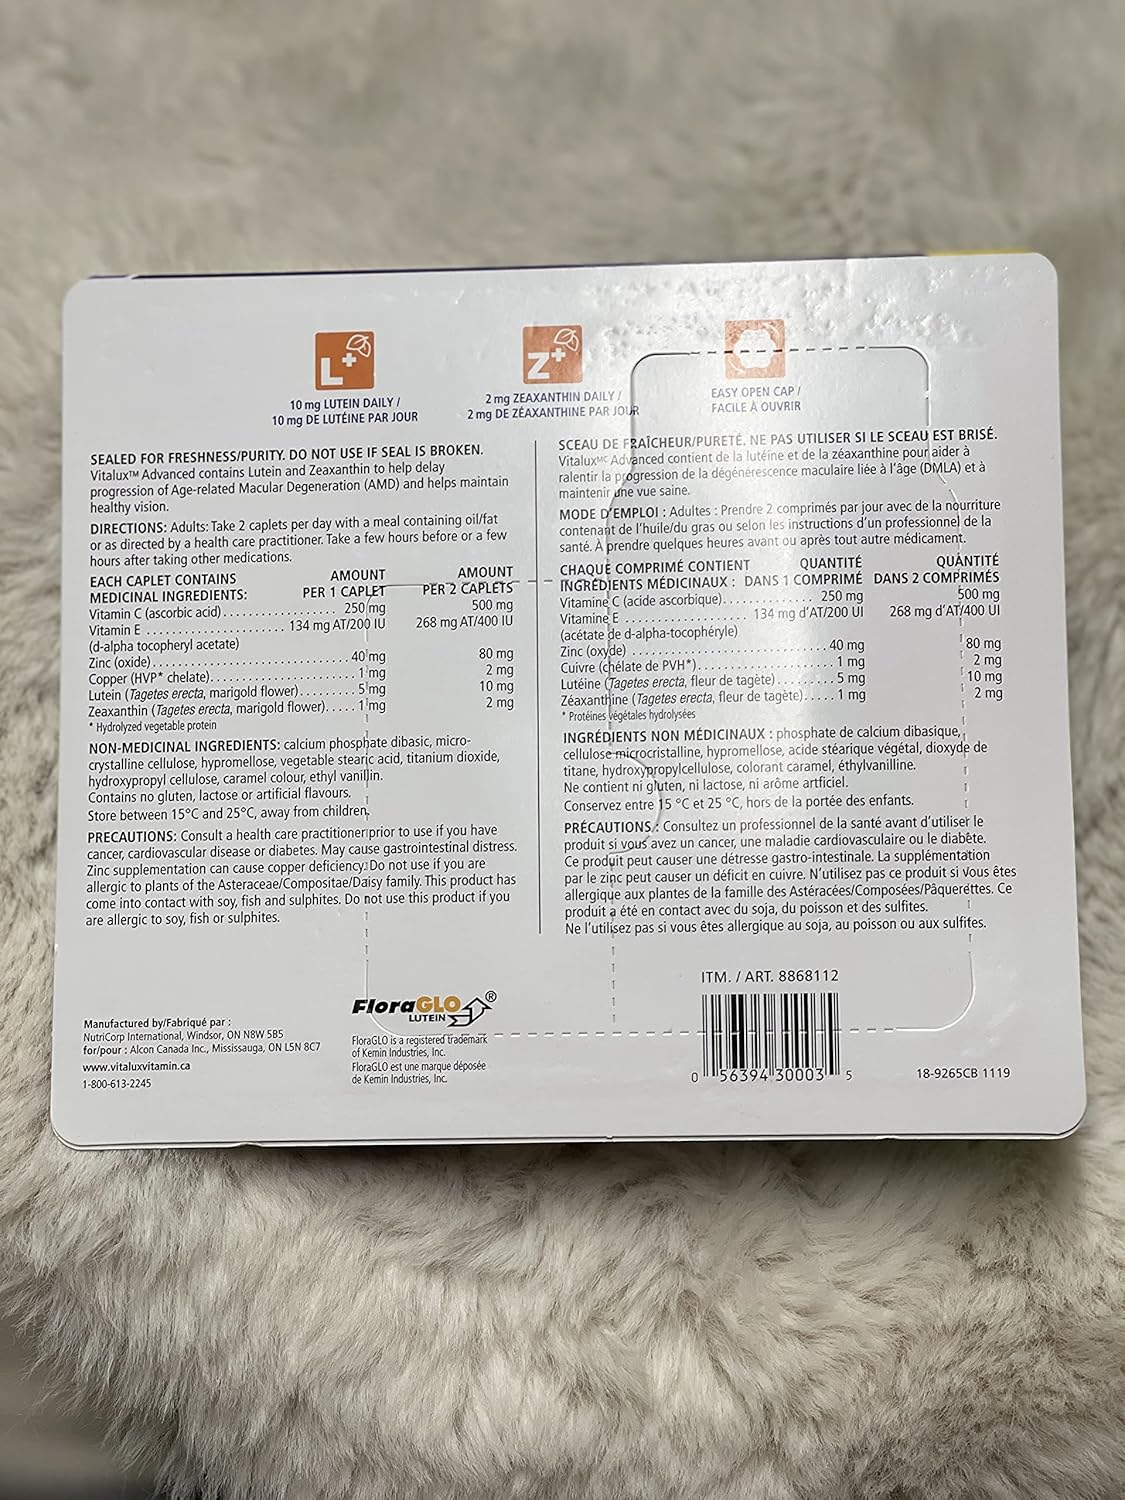 L+
Z+
10 mg LUTEIN DAILY /
10 mg DE LUTÉINE PAR JOUR
2 mg ZEAXANTHIN DAILY /
2 mg DE ZÉAXANTHINE PAR JOUR
EASY OPEN CAP /
FACILE À OUVRIR
SEALED FOR FRESHNESS/PURITY. DO NOT USE IF SEAL IS BROKEN.
Vitalux™ Advanced contains Lutein and Zeaxanthin to help delay
progression of Age-related Macular Degeneration (AMD) and helps maintain
healthy vision.
DIRECTIONS: Adults: Take 2 caplets per day with a meal containing oil/fat
or as directed by a health care practitioner. Take a few hours before or a few
hours after taking other medications.
EACH CAPLET CONTAINS AMOUNT AMOUNT
MEDICINAL INGREDIENTS: PER 1 CAPLET PER 2 CAPLETS
Vitamin C (ascorbic acid)..................... 250 mg 500 mg
Vitamin E ..................... 134 mg AT/200 IU 268 mg AT/400 IU
(d-alpha tocopheryl acetate)
Zinc (oxide)..................... 40 mg 80 mg
Copper (HVP* chelate)..................... 1 mg 2 mg
Lutein (Tagetes erecta, marigold flower)......... 5 mg 10 mg
Zeaxanthin (Tagetes erecta, marigold flower)..... 1 mg 2 mg
* Hydrolyzed vegetable protein
NON-MEDICINAL INGREDIENTS: calcium phosphate dibasic, micro-
crystalline cellulose, hypromellose, vegetable stearic acid, titanium dioxide,
hydroxypropyl cellulose, caramel colour, ethyl vanillin.
Contains no gluten, lactose or artificial flavours.
Store between 15°C and 25°C, away from children.
PRECAUTIONS: Consult a health care practitioner prior to use if you have
cancer, cardiovascular disease or diabetes. May cause gastrointestinal distress.
Zinc supplementation can cause copper deficiency. Do not use if you are
allergic to plants of the Asteraceae/Compositae/Daisy family. This product has
come into contact with soy, fish and sulphites. Do not use this product if you
are allergic to soy, fish or sulphites.
SCEAU DE FRAÎCHEUR/PURETÉ. NE PAS UTILISER SI LE SCEAU EST BRISÉ.
Vitalux MC Advanced contient de la lutéine et de la zéaxanthine pour aider à
ralentir la progression de la dégénérescence maculaire liée à l'âge (DMLA) et à
maintenir une vue saine.
MODE D'EMPLOI : Adultes : Prendre 2 comprimés par jour avec de la nourriture
contenant de l'huile/du gras ou selon les instructions d'un professionnel de la
santé. À prendre quelques heures avant ou après tout autre médicament.
CHAQUE COMPRIMÉ CONTIENT QUANTITÉ QUANTITÉ
INGRÉDIENTS MÉDICINAUX : DANS 1 COMPRIMÉ DANS 2 COMPRIMÉS
Vitamine C (acide ascorbique)............. 250 mg 500 mg
Vitamine E ............. 134 mg d'AT/200 UI 268 mg d'AT/400 UI
(acétate de d-alpha-tocophéryle)
Zinc (oxyde) ..................... 40 mg 80 mg
Cuivre (chélate de PVH*)..................... 1 mg 2 mg
Lutéine (Tagetes erecta, fleur de tagète)......... 5 mg 10 mg
Zéaxanthine (Tagetes erecta, fleur de tagète)..... 1 mg 2 mg
* Protéines végétales hydrolysées
INGRÉDIENTS NON MÉDICINAUX : phosphate de calcium dibasique,
cellulose microcristalline, hypromellose, acide stéarique végétal, dioxyde de
titane, hydroxypropylcellulose, colorant caramel, éthylvanilline.
Ne contient ni gluten, ni lactose, ni arôme artficiel.
Conservez entre 15 °C et 25 °C, hors de la portée des enfants.
PRÉCAUTIONS : Consultez un professionnel de la santé avant d'utiliser le
produit si vous avez un cancer, une maladie cardiovasculaire ou le diabète.
Ce produit peut causer une détresse gastro-intestinale. La supplémentation
par le zinc peut causer un déficit en cuivre. N'utilisez pas ce produit si vous êtes
allergique aux plantes de la famille des Astéracées/Composées/Pâquerettes. Ce
produit a été en contact avec du soja, du poisson et des sulfites.
Ne l'utilisez pas si vous êtes allergique au soja, au poisson ou aux sulfites.
Manufactured by/Fabriqué par :
NutriCorp International, Windsor, ON N8W 5B5
for/pour : Alcon Canada Inc., Mississauga, ON L5N 8C7
www.vitaluxvitamin.ca
1-800-613-2245
FloraGLO®
LUTEIN
FloraGLO is a registered trademark
of Kemin Industries, Inc.
FloraGLO est une marque déposée
de Kemin Industries, Inc.
ITM. / ART. 8868112
0 56394 30003 5
18-9265CB 1119